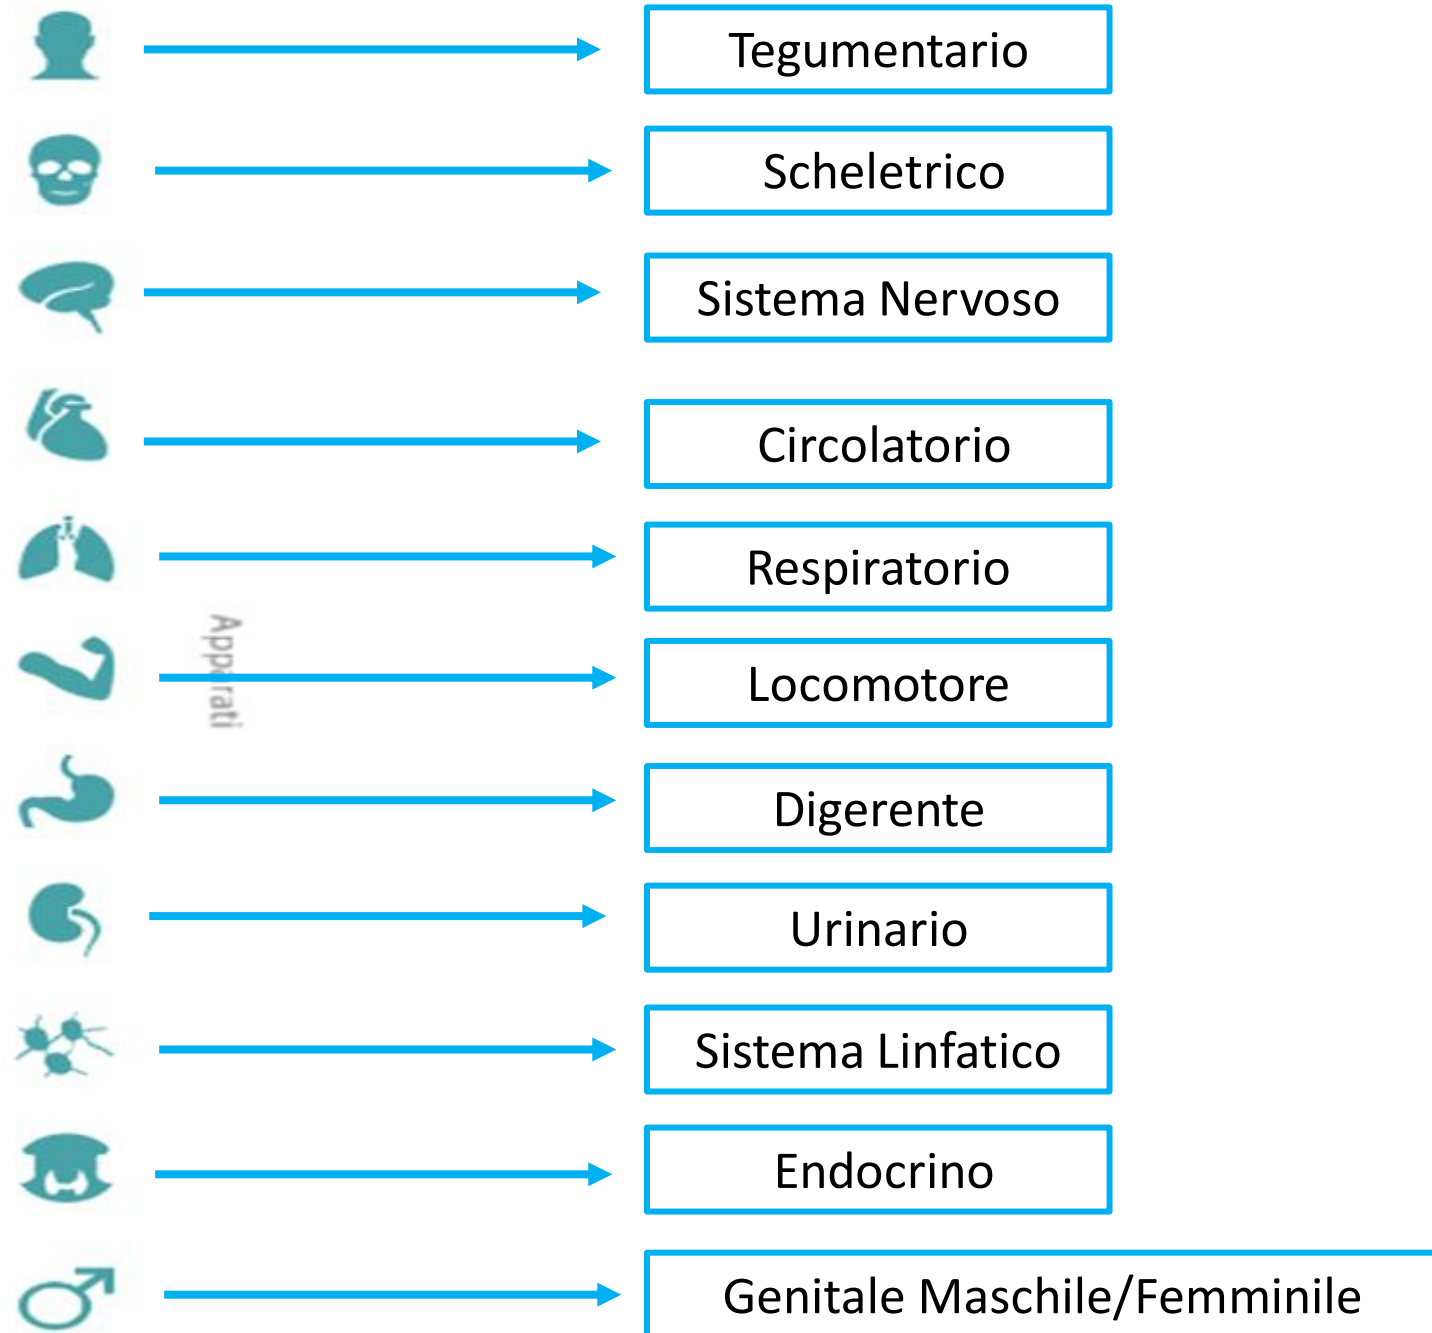 Tegumentario
Scheletrico
Sistema Nervoso
Circolatorio
Respiratorio
Apparati
Locomotore
Digerente
Urinario
Sistema Linfatico
Endocrino
Genitale Maschile/Femminile